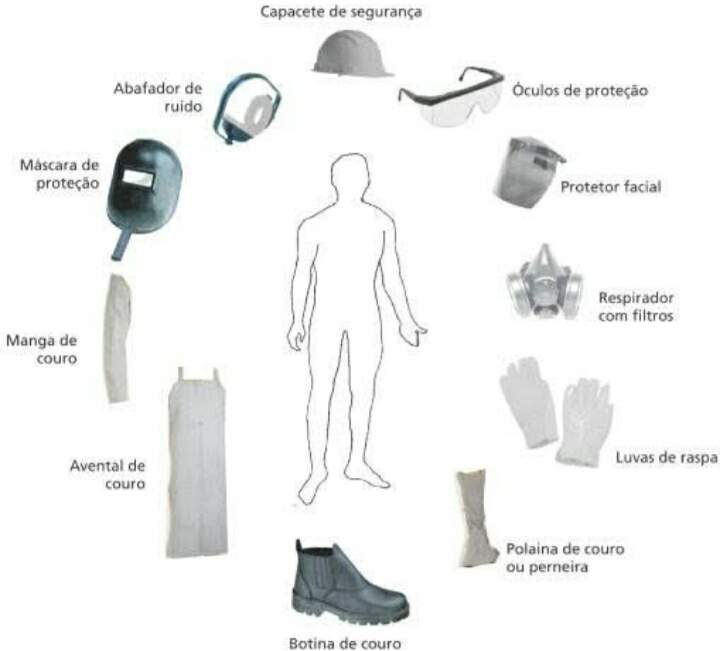 Capacete de segurança
Abafador de
ruído
Óculos de proteção
Máscara de
proteção
Protetor facial
Respirador
com filtros
Manga de
couro
Luvas de raspa
Avental de
couro
Polaina de couro
ou perneira
Botina de couro